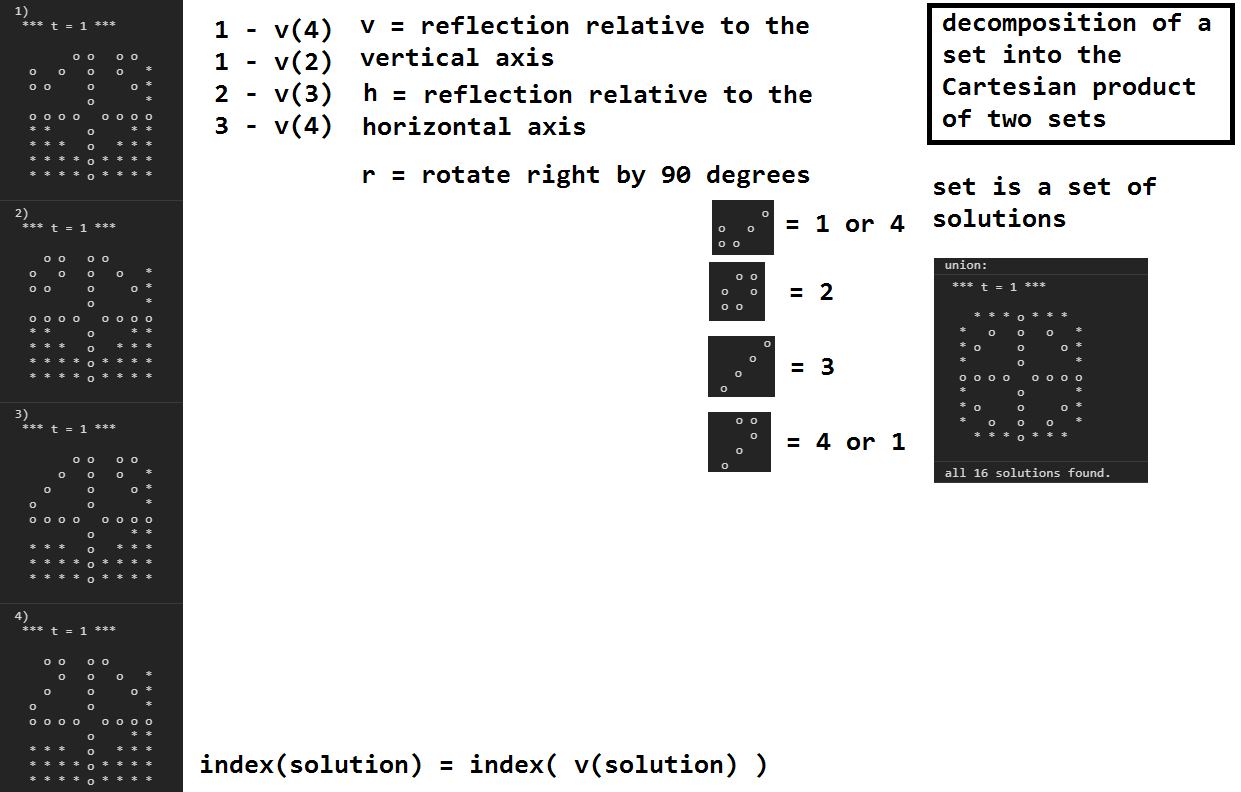 1)
*** t = 1 ***
o o   o o
o   o   o   o   *
o o     o     o *
o       *
o o o o   o o o o
* *     o     * *
* * *   o   * * *
* * * * o * * * *
* * * * o * * * *
2)
*** t = 1 ***
o o   o o
o   o   o   o   *
o o     o     o *
o       *
o o o o   o o o o
* *     o     * *
* * *   o   * * *
* * * * o * * * *
* * * * o * * * *
3)
*** t = 1 ***
o o   o o
o   o   o   *
o     o     o *
o       o       *
o o o o   o o o o
o     * *
* * *   o   * * *
* * * * o * * * *
* * * * o * * * *
4)
*** t = 1 ***
o o   o o
o   o   o   *
o     o     o *
o       o       *
o o o o   o o o o
o     * *
* * *   o   * * *
* * * * o * * * *
* * * * o * * * *
1 - v(4)
1 - v(2)
2 - v(3)
3 - v(4)
v = reflection relative to the
vertical axis
h = reflection relative to the
horizontal axis
r = rotate right by 90 degrees
o
o   o
o o
= 1 or 4
o o
o   o
o o
= 2
o
o
o
o
= 3
o o
o
o
o
= 4 or 1
index(solution) = index( v(solution) )
decomposition of a
set into the
Cartesian product
of two sets
set is a set of
solutions
union:
*** t = 1 ***
* * * o * * *
*   o   o   o   *
* o     o     o *
*       o       *
o o o o   o o o o
*       o       *
* o     o     o *
*   o   o   o   *
* * * o * * *
all 16 solutions found.